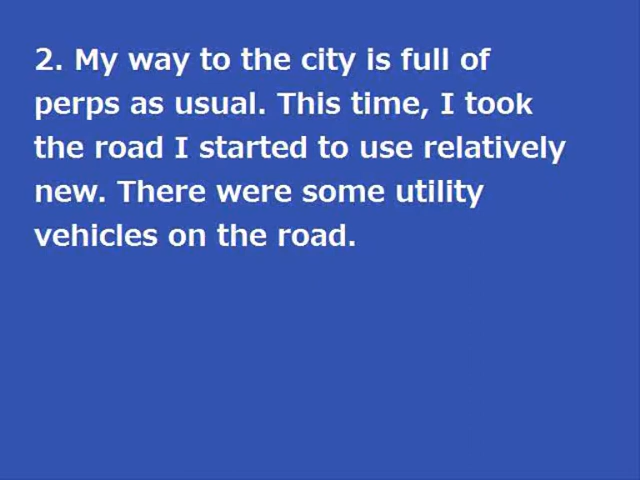 2. My way to the city is full of
perps as usual. This time, I took
the road I started to use relatively
new. There were some utility
vehicles on the road.